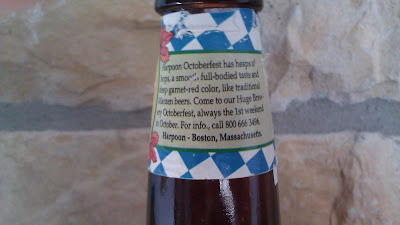 Harpoon Octoberfest has heaps of
hops, a smooth, full-bodied taste and
deep garnet-red color, like traditional
Marzen beers. Come to our Huge Brew-
ery Octoberfest, always the 1st weekend
in October. For info., call 800 666 3494.
Harpoon - Boston, Massachusetts.